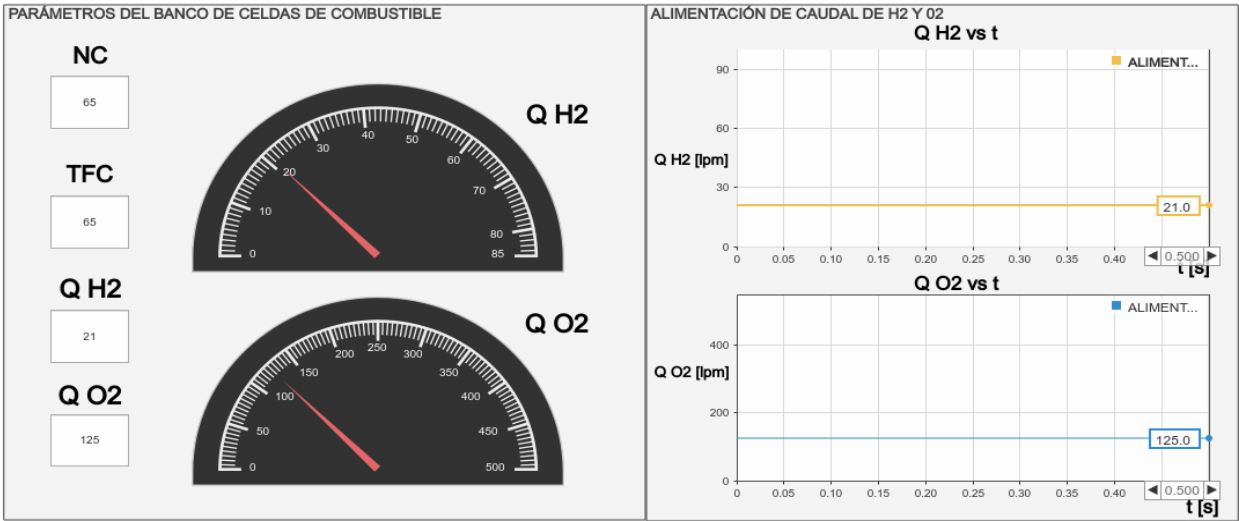 PARÁMETROS DEL BANCO DE CELDAS DE COMBUSTIBLE
NC
65
TFC
65
Q H2
21
Q O2
125
Q H2
0
10
20
30
40
50
60
70
80
85
Q O2
0
50
100
150
200
250
300
350
400
450
500
ALIMENTACIÓN DE CAUDAL DE H2 Y 02
Q H2 vs t
ALIMENT...
90
60
Q H2 [lpm]
30
0
21.0
0 0.05 0.10 0.15 0.20 0.25 0.30 0.35 0.40 0.500
t [s]
Q O2 vs t
ALIMENT...
400
Q O2 [lpm]
200
0
125.0
0 0.05 0.10 0.15 0.20 0.25 0.30 0.35 0.40 0.500
t [s]